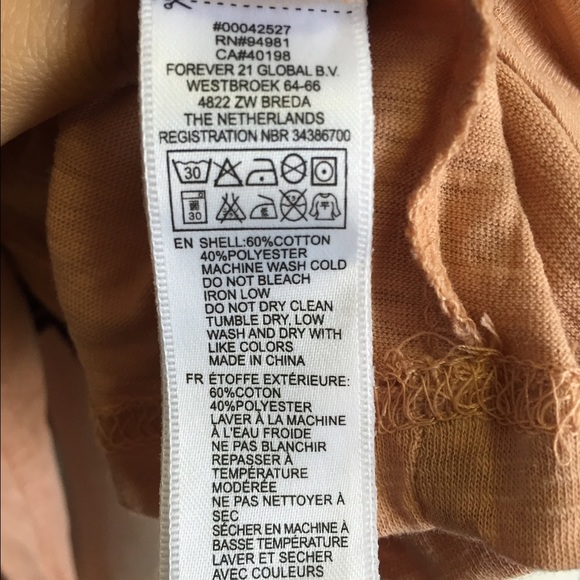 #00042527
RN#94981
CA#40198
FOREVER 21 GLOBAL B.V.
WESTBROEK 64-66
4822 ZW BREDA
THE NETHERLANDS
REGISTRATION NBR 34386700
30
30
EN SHELL:60%COTTON
40%POLYESTER
MACHINE WASH COLD
DO NOT BLEACH
IRON LOW
DO NOT DRY CLEAN
TUMBLE DRY, LOW
WASH AND DRY WITH
LIKE COLORS
MADE IN CHINA
FR ÉTOFFE EXTÉRIEURE:
60%COTON
40%POLYESTER
LAVER À LA MACHINE
À L'EAU FROIDE
NE PAS BLANCHIR
REPASSER À
TEMPÉRATURE
MODÉRÉE
NE PAS NETTOYER À
SEC
SÉCHER EN MACHINE À
BASSE TEMPÉRATURE
LAVER ET SECHER
AVEC COULEURS